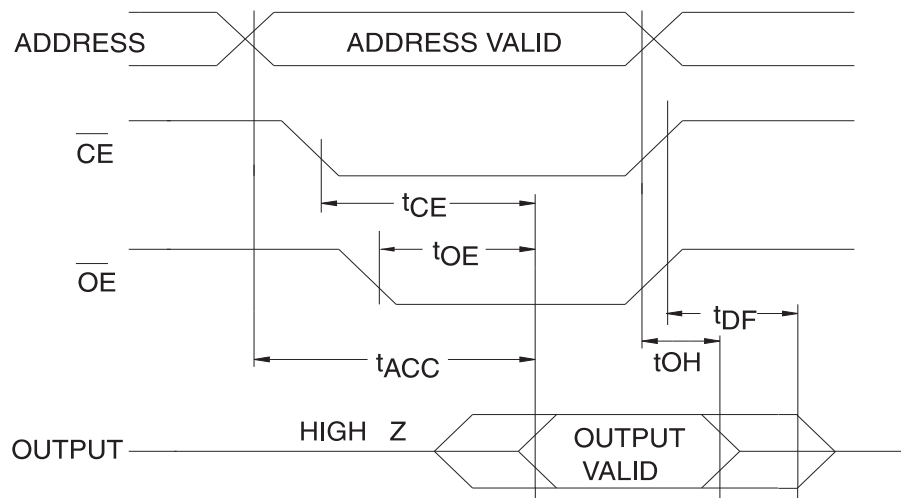 ADDRESS
ADDRESS VALID
CE
tCE
tOE
OE
tDF
tACC
tOH
HIGH Z
OUTPUT
OUTPUT
VALID